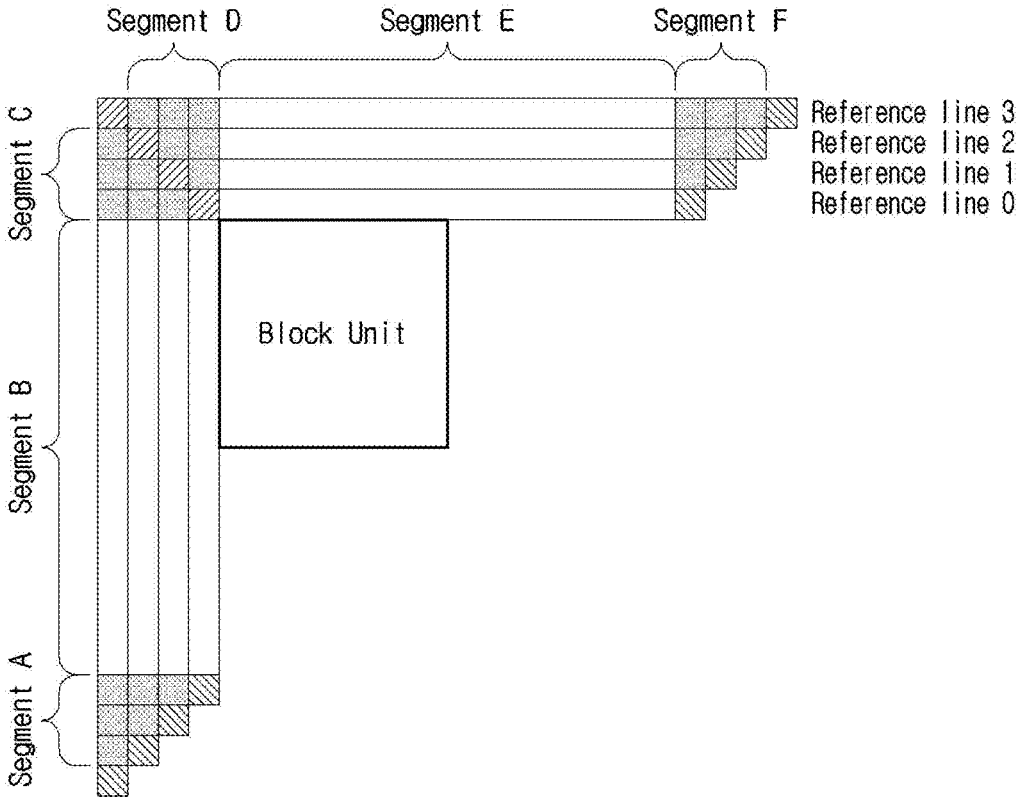 Segment D
Segment E
Segment F
Segment C
Reference line 3
Reference line 2
Reference line 1
Reference line 0
Block Unit
Segment B
Segment A